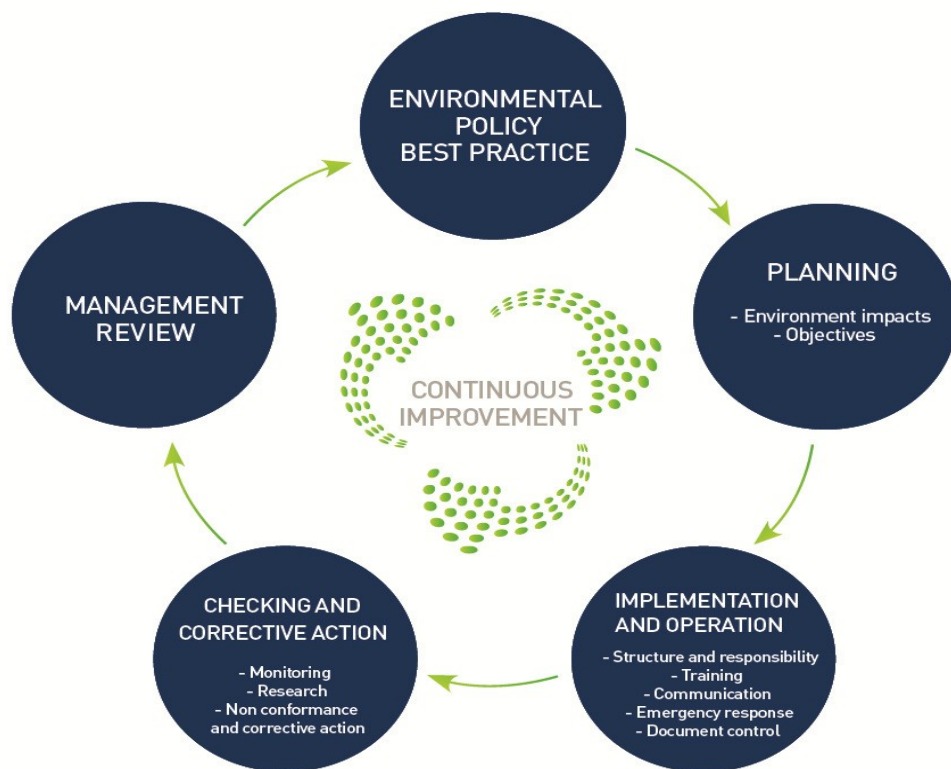 ENVIRONMENTAL
POLICY
BEST PRACTICE
PLANNING
- Environment impacts
- Objectives
IMPLEMENTATION
AND OPERATION
- Structure and responsibility
- Training
- Communication
- Emergency response
- Document control
CHECKING AND
CORRECTIVE ACTION
- Monitoring
- Research
- Non conformance
and corrective action
MANAGEMENT
REVIEW
CONTINUOUS
IMPROVEMENT